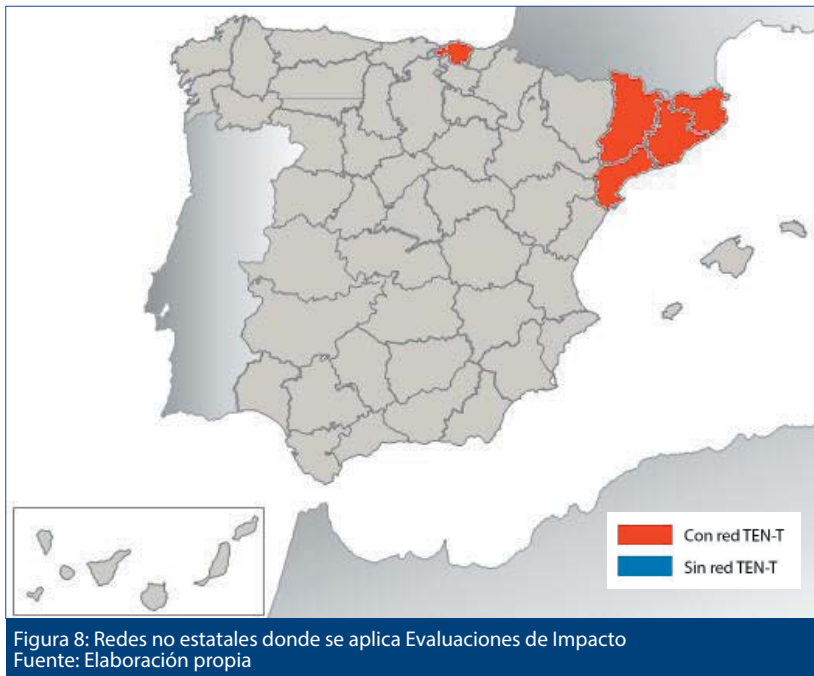 Con red TEN-T
Sin red TEN-T
Figura 8: Redes no estatales donde se aplica Evaluaciones de Impacto
Fuente: Elaboración propia